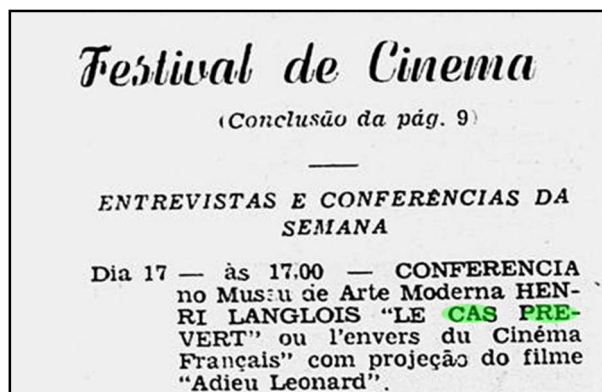 Festival de Cinema
(Conclusão da pág. 9)
ENTREVISTAS E CONFERÊNCIAS DA
SEMANA
Dia 17 — às 17,00 — CONFERENCIA
no Museu de Arte Moderna HEN-
RI LANGLOIS “LE CAS PRE-
VERT” ou l'envers du Cinéma
Français” com projeção do filme
“Adieu Leonard”.